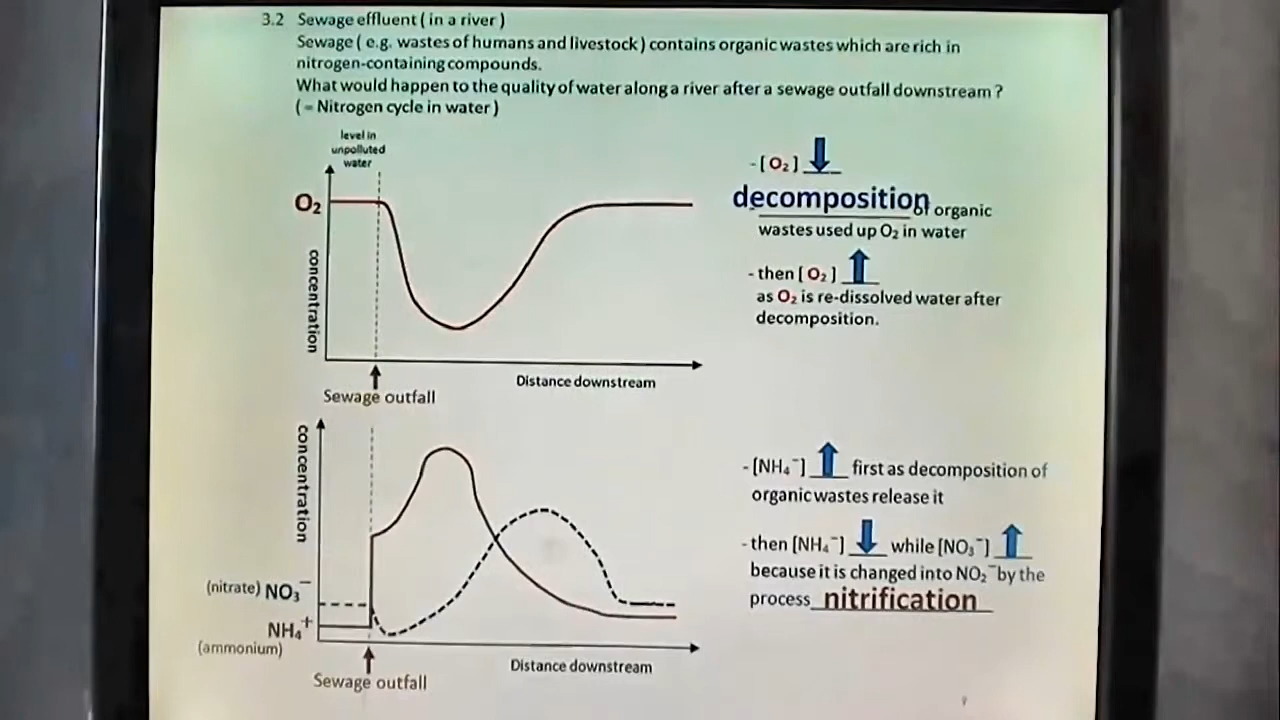 3.2 Sewage effluent ( in a river )
Sewage ( e.g. wastes of humans and livestock ) contains organic wastes which are rich in
nitrogen-containing compounds.
What would happen to the quality of water along a river after a sewage outfall downstream ?
( = Nitrogen cycle in water )
level in
unpolluted
water
O₂
concentration
Distance downstream
Sewage outfall
- [ O₂ ] ↓
decomposition of organic
wastes used up O₂ in water
- then [ O₂ ] ↑
as O₂ is re-dissolved water after
decomposition.
concentration
(nitrate) NO₃⁻
NH₄⁺
(ammonium)
Distance downstream
Sewage outfall
- [NH₄⁻] ↑ first as decomposition of
organic wastes release it
- then [NH₄⁻] ↓ while [NO₃⁻] ↑
because it is changed into NO₂⁻ by the
process nitrification